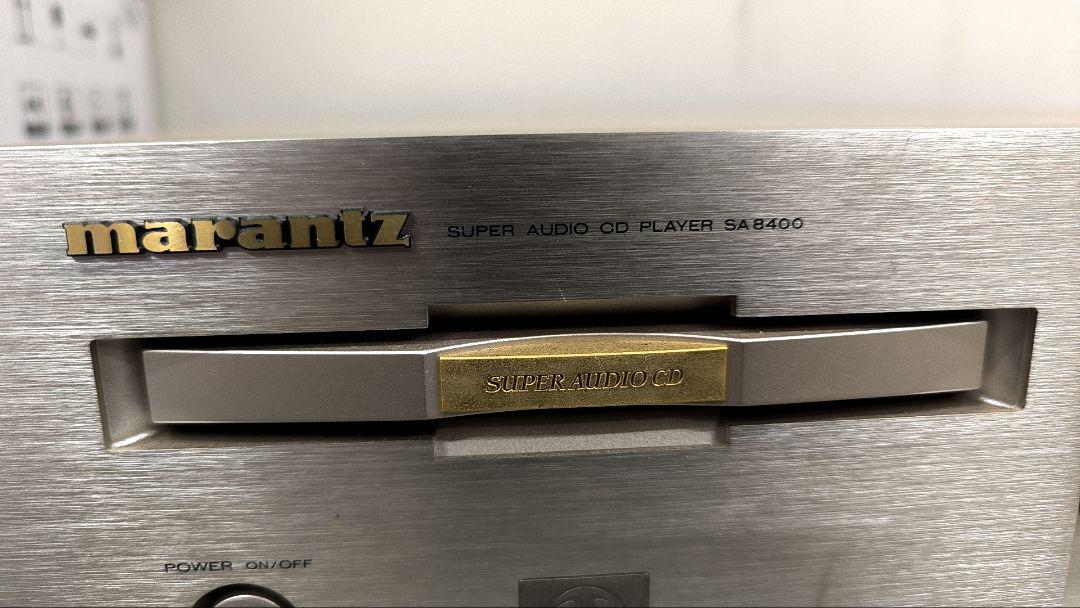 marantz
SUPER AUDIO CD PLAYER SA8400
SUPER AUDIO CD
POWER ON/OFF